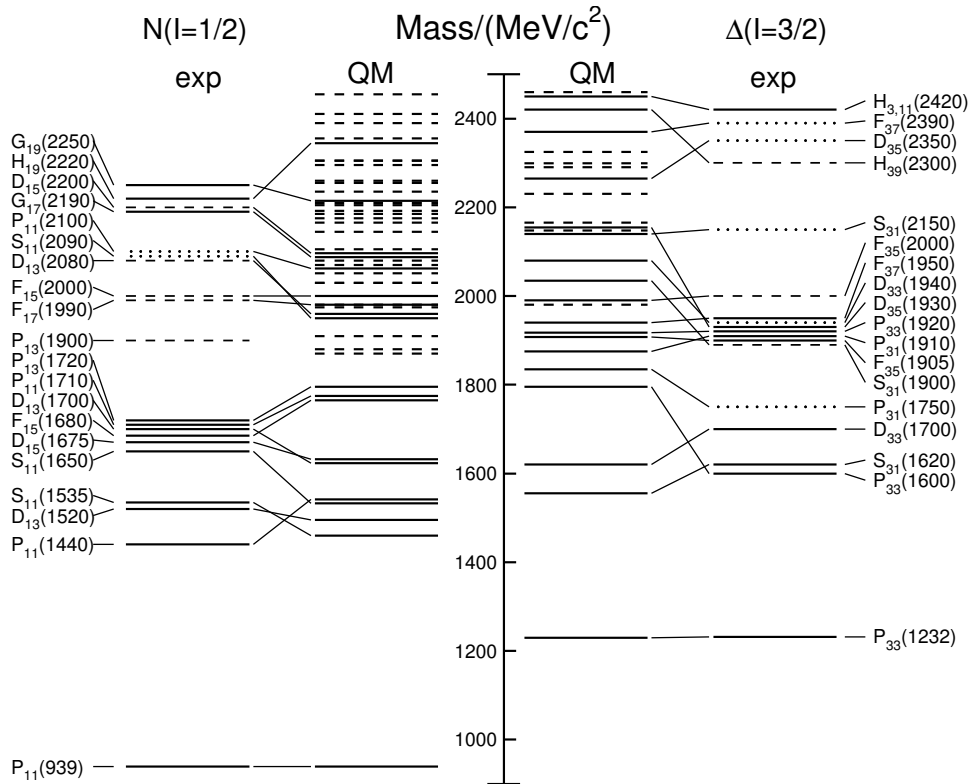 N(I=1/2) Mass/(MeV/c²) Δ(I=3/2)
exp QM QM exp
G₁₉(2250)
H₁₉(2220)
D₁₅(2200)
G₁₇(2190)
P₁₁(2100)
S₁₁(2090)
D₁₃(2080)
F₁₅(2000)
F₁₇(1990)
P₁₃(1900)
P₁₃(1720)
P₁₁(1710)
D₁₃(1700)
F₁₅(1680)
D₁₅(1675)
S₁₁(1650)
S₁₁(1535)
D₁₃(1520)
P₁₁(1440)
P₁₁(939)
2400
2200
2000
1800
1600
1400
1200
1000
H₃.₁₁(2420)
F₃₇(2390)
D₃₅(2350)
H₃₉(2300)
S₃₁(2150)
F₃₅(2000)
F₃₇(1950)
D₃₃(1940)
D₃₅(1930)
P₃₃(1920)
P₃₁(1910)
F₃₅(1905)
S₃₁(1900)
P₃₁(1750)
D₃₃(1700)
S₃₁(1620)
P₃₃(1600)
P₃₃(1232)